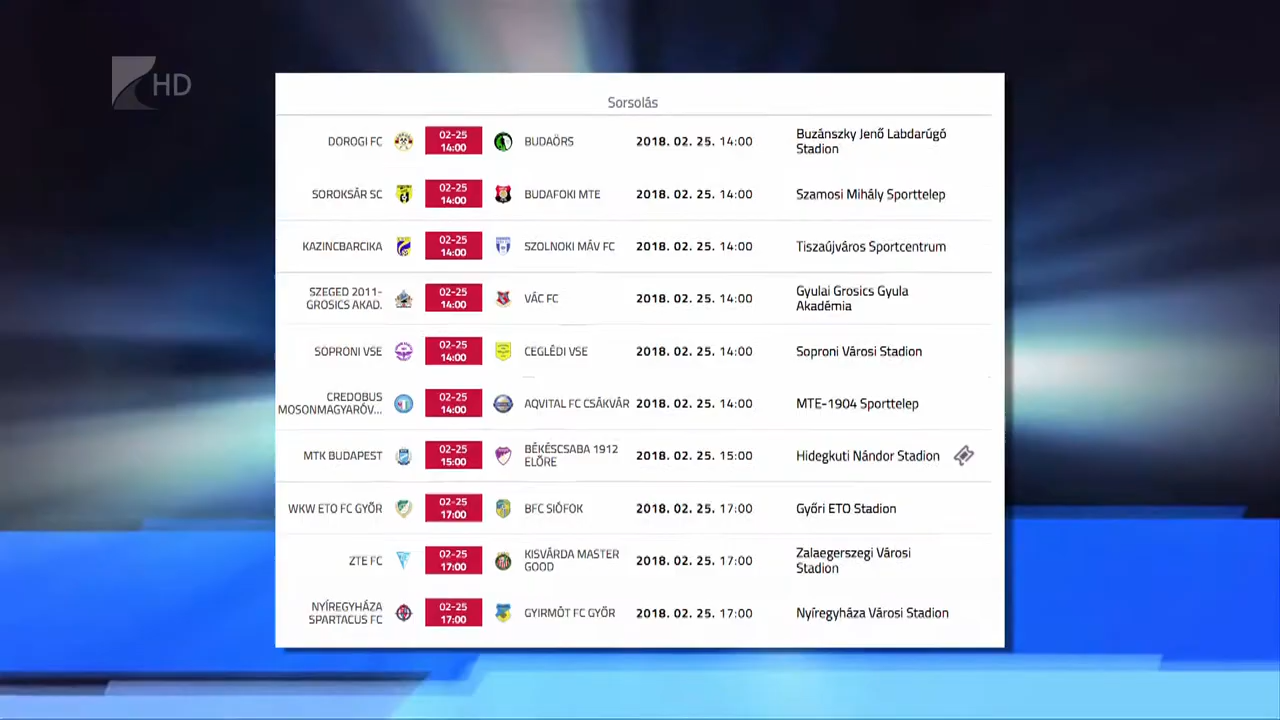 HD
Sorsolás
DOROGI FC 02-25 14:00 BUDAÖRS 2018. 02. 25. 14:00 Buzánszky Jenő Labdarúgó Stadion
SOROKSÁR SC 02-25 14:00 BUDAFOKI MTE 2018. 02. 25. 14:00 Szamosi Mihály Sporttelep
KAZINCBARCIKA 02-25 14:00 SZOLNOKI MÁV FC 2018. 02. 25. 14:00 Tiszaújváros Sportcentrum
SZEGED 2011-GROSICS AKAD. 02-25 14:00 VÁC FC 2018. 02. 25. 14:00 Gyulai Grosics Gyula Akadémia
SOPRONI VSE 02-25 14:00 CEGLÉDI VSE 2018. 02. 25. 14:00 Soproni Városi Stadion
CREDOBUS MOSONMAGYARÓV... 02-25 14:00 AQVITAL FC CSÁKVÁR 2018. 02. 25. 14:00 MTE-1904 Sporttelep
MTK BUDAPEST 02-25 15:00 BÉKÉSCSABA 1912 ELŐRE 2018. 02. 25. 15:00 Hidegkuti Nándor Stadion
WKW ETO FC GYŐR 02-25 17:00 BFC SIÓFOK 2018. 02. 25. 17:00 Győri ETO Stadion
ZTE FC 02-25 17:00 KISVÁRDA MASTER GOOD 2018. 02. 25. 17:00 Zalaegerszegi Városi Stadion
NYÍREGYHÁZA SPARTACUS FC 02-25 17:00 GYIRMÓT FC GYŐR 2018. 02. 25. 17:00 Nyíregyháza Városi Stadion